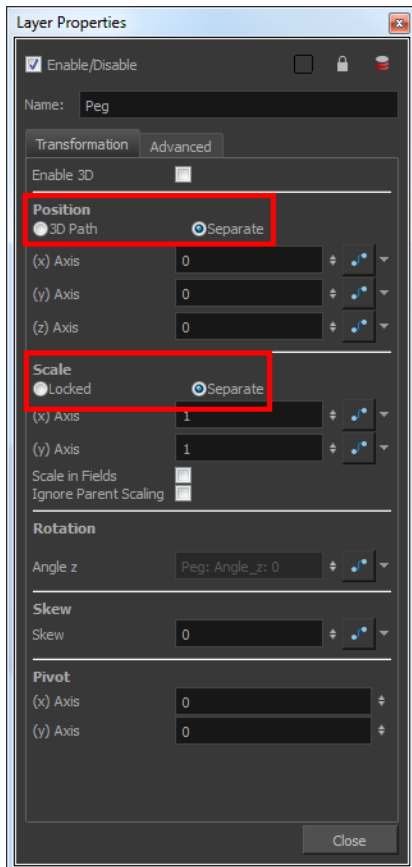 Layer Properties
Enable/Disable
Name: Peg
Transformation Advanced
Enable 3D
Position
3D Path Separate
(x) Axis 0
(y) Axis 0
(z) Axis 0
Scale
Locked Separate
(x) Axis 1
(y) Axis 1
Scale in Fields
Ignore Parent Scaling
Rotation
Angle z Peg: Angle_z: 0
Skew
Skew 0
Pivot
(x) Axis 0
(y) Axis 0
Close